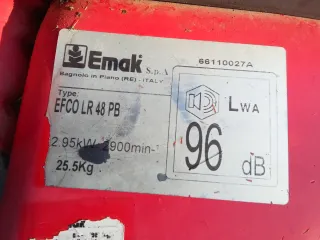 Emak S.p.A
66110027A
Bagnolo in Piano (RE) - ITALY
Type:
EFCO LR 48 PB
2.95kW 2900min-
25.5Kg
LWA
96 dB